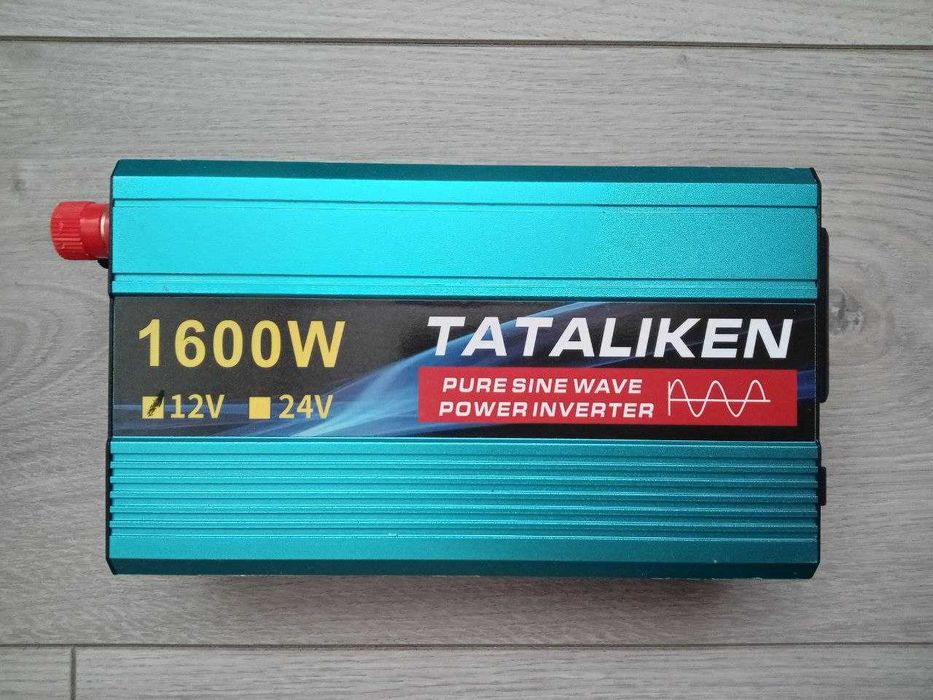 1600W
12V 24V
TATALIKEN
PURE SINE WAVE
POWER INVERTER